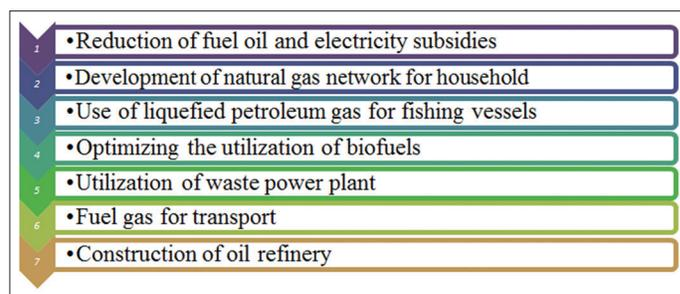 1 •Reduction of fuel oil and electricity subsidies
2 •Development of natural gas network for household
3 •Use of liquefied petroleum gas for fishing vessels
4 •Optimizing the utilization of biofuels
5 •Utilization of waste power plant
6 •Fuel gas for transport
7 •Construction of oil refinery